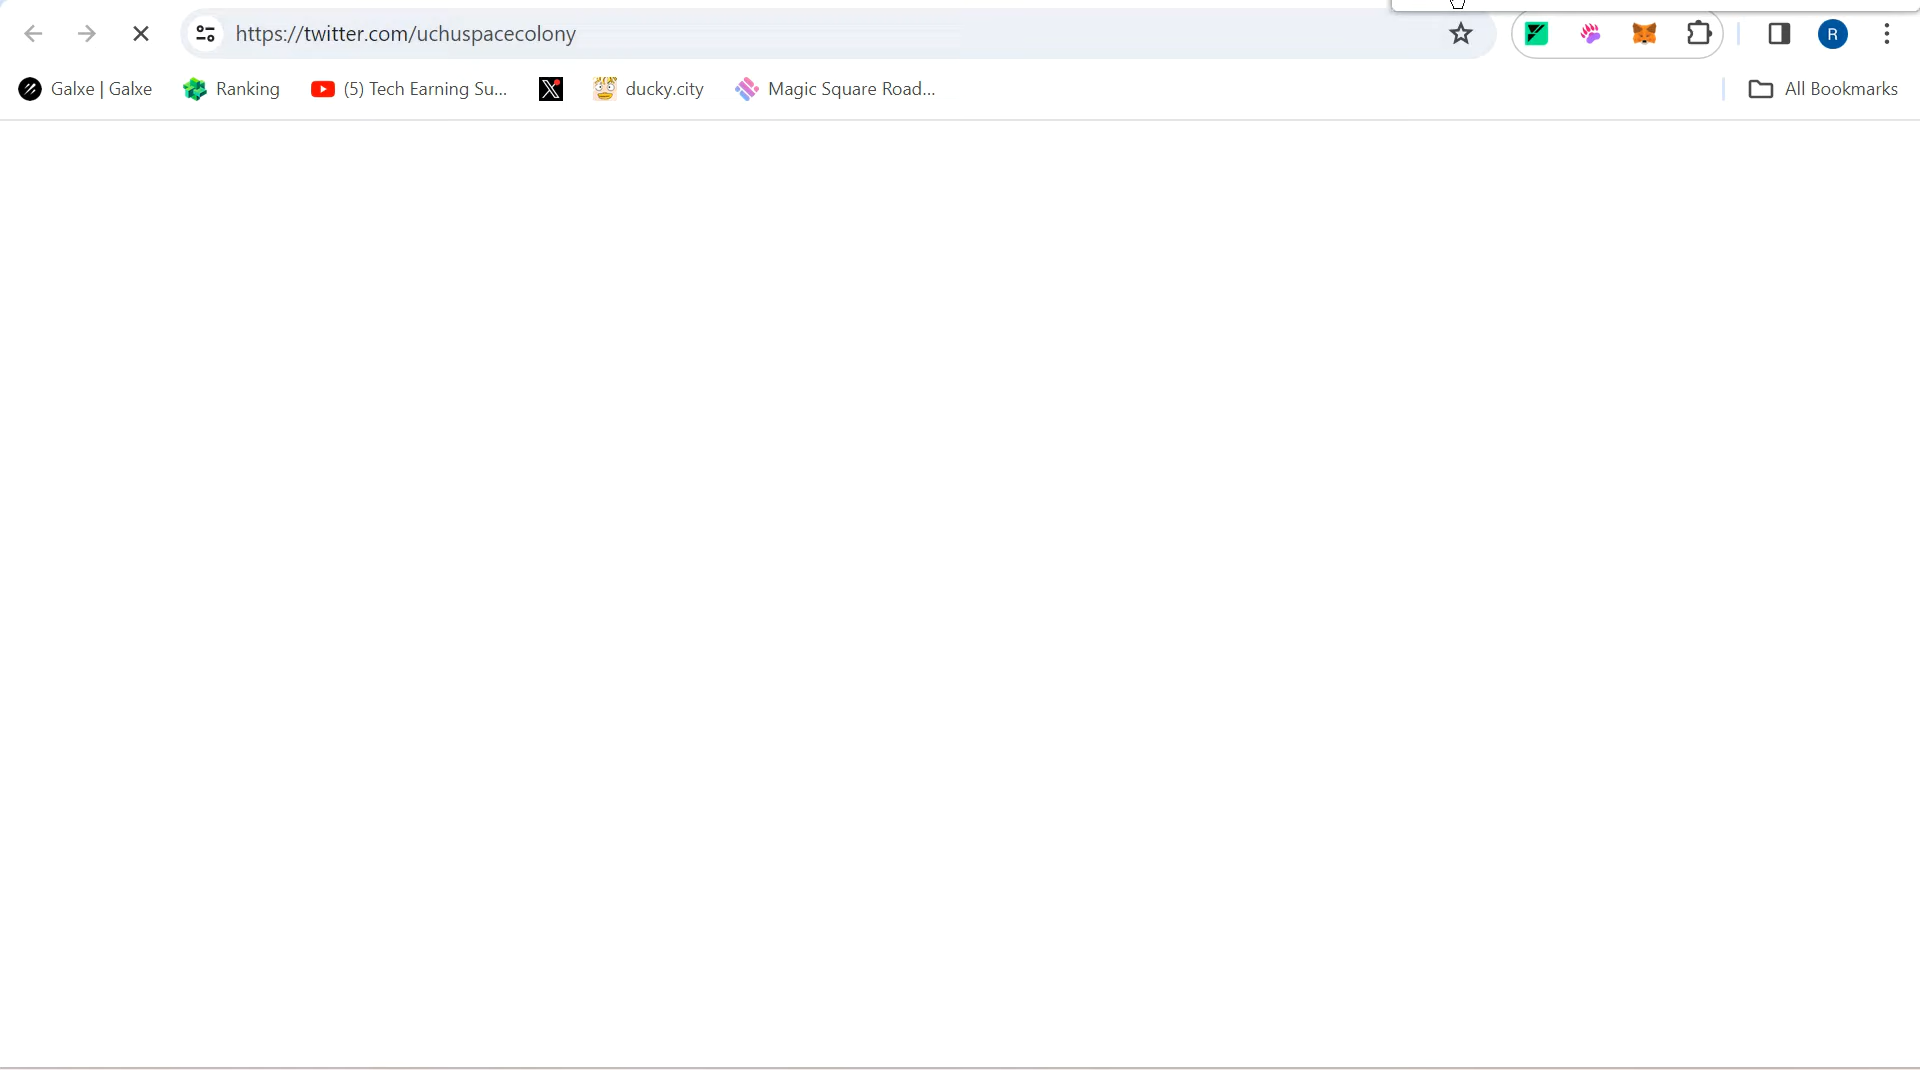 https://twitter.com/uchuspacecolony
R
Galxe | Galxe
Ranking
(5) Tech Earning Su...
ducky.city
Magic Square Road...
All Bookmarks